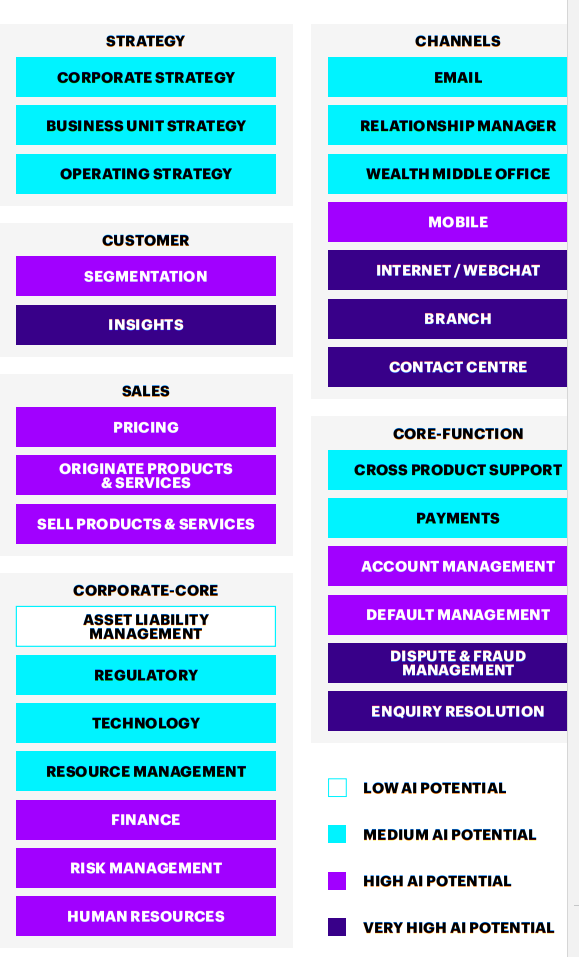 STRATEGY
CORPORATE STRATEGY
BUSINESS UNIT STRATEGY
OPERATING STRATEGY
CUSTOMER
SEGMENTATION
INSIGHTS
SALES
PRICING
ORIGINATE PRODUCTS
& SERVICES
SELL PRODUCTS & SERVICES
CORPORATE-CORE
ASSET LIABILITY
MANAGEMENT
REGULATORY
TECHNOLOGY
RESOURCE MANAGEMENT
FINANCE
RISK MANAGEMENT
HUMAN RESOURCES
CHANNELS
EMAIL
RELATIONSHIP MANAGER
WEALTH MIDDLE OFFICE
MOBILE
INTERNET / WEBCHAT
BRANCH
CONTACT CENTRE
CORE-FUNCTION
CROSS PRODUCT SUPPORT
PAYMENTS
ACCOUNT MANAGEMENT
DEFAULT MANAGEMENT
DISPUTE & FRAUD
MANAGEMENT
ENQUIRY RESOLUTION
LOW AI POTENTIAL
MEDIUM AI POTENTIAL
HIGH AI POTENTIAL
VERY HIGH AI POTENTIAL